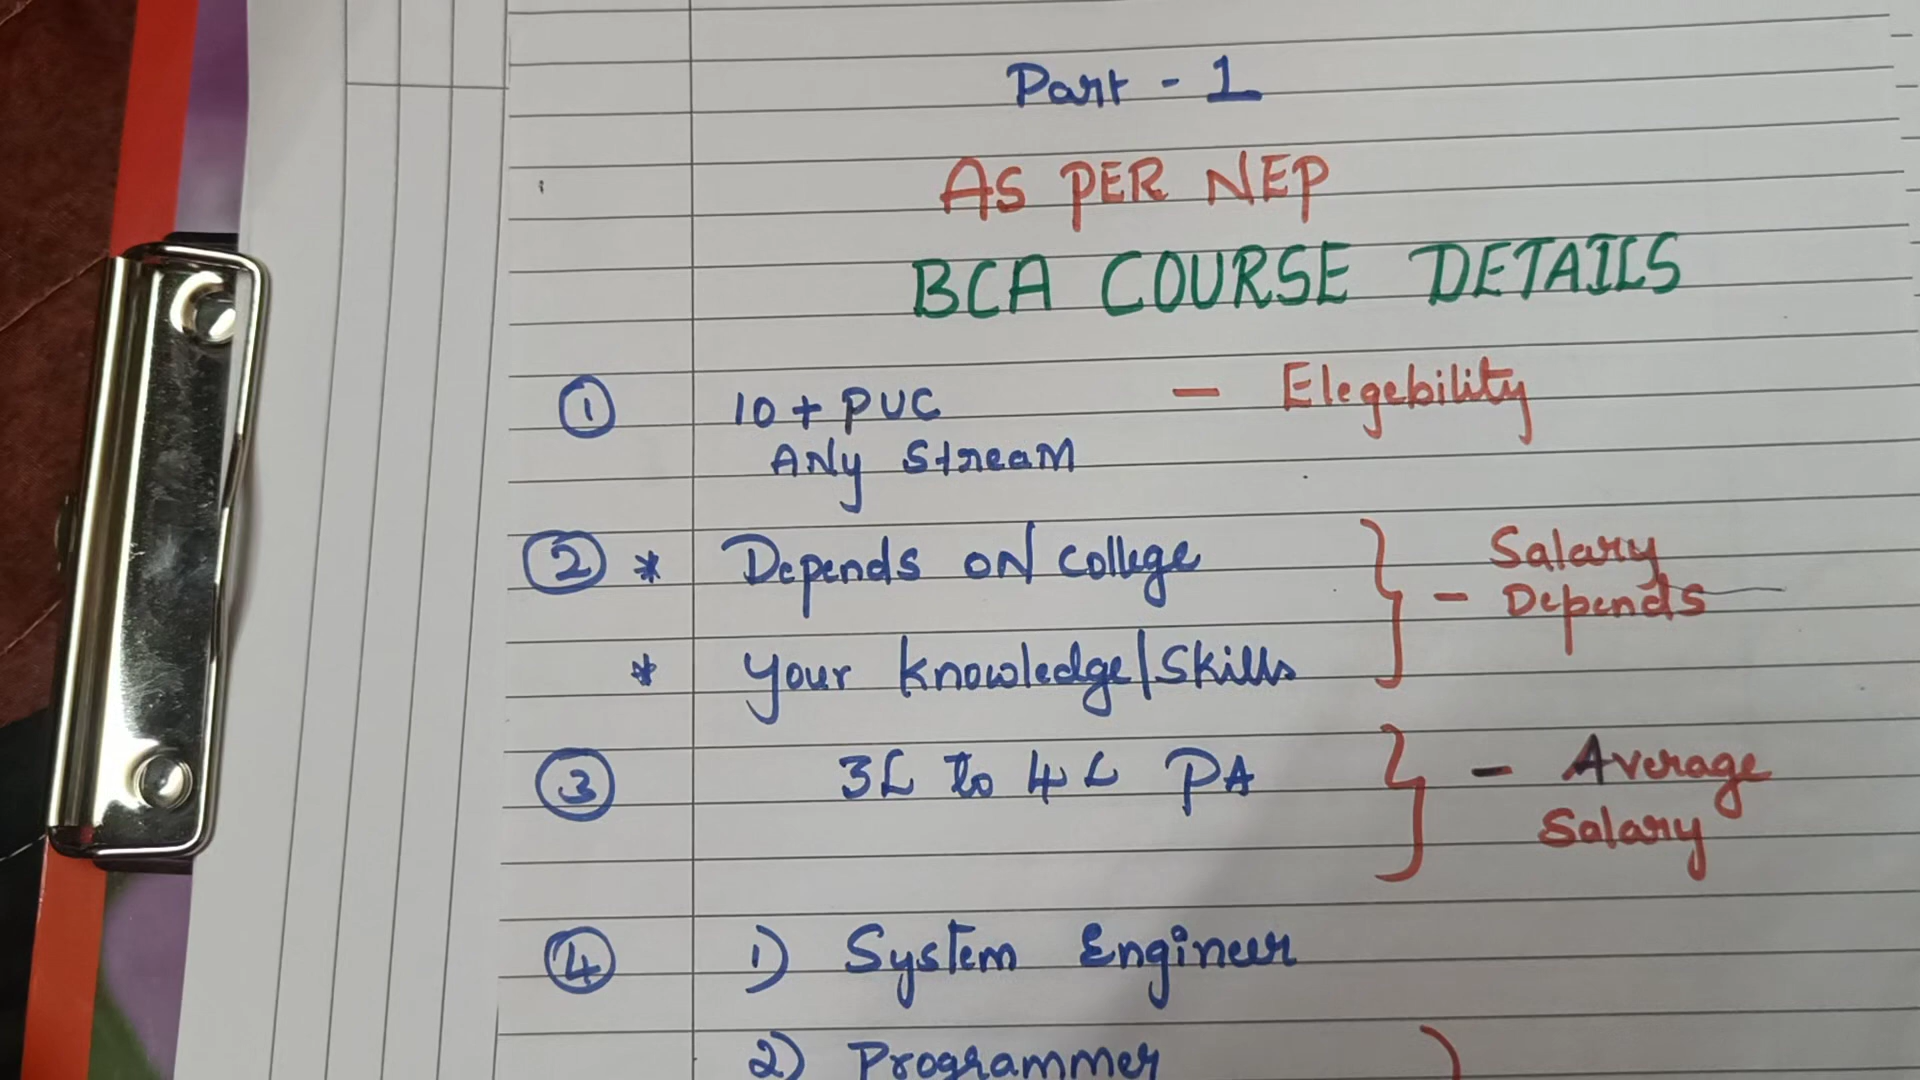 Part - 1
AS PER NEP
BCA COURSE DETAILS
① 10 + PUC - Elegebility
ANy Stream
② * Depends oN college } - Salary
Depends
* your knowledge/Skills
③ 3L to 4L PA } - Average
Salary
④ 1) System Engineer
2) Programmer